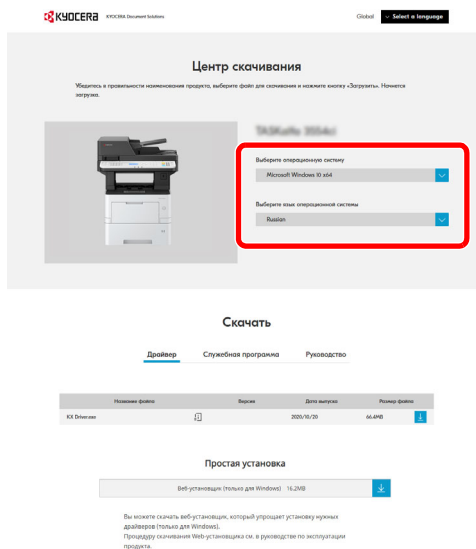 KYOCERA KYOCERA Document Solutions Global Select a language
Центр скачивания
Убедитесь в правильности наименования продукта, выберите файл для скачивания и нажмите кнопку «Загрузить». Начнется
загрузка.
Выберите операционную систему
Microsoft Windows 10 x64
Выберите язык операционной системы
Russian
Скачать
Драйвер Служебная программа Руководство
Название файла Версия Дата выпуска Размер файла
KX Driver.exe 2020/10/20 66.4MB
Простая установка
Веб-установщик (только для Windows) 16.2MB
Вы можете скачать веб-установщик, который упрощает установку нужных
драйверов (только для Windows).
Процедуру скачивания Web-установщика см. в руководстве по эксплуатации
продукта.